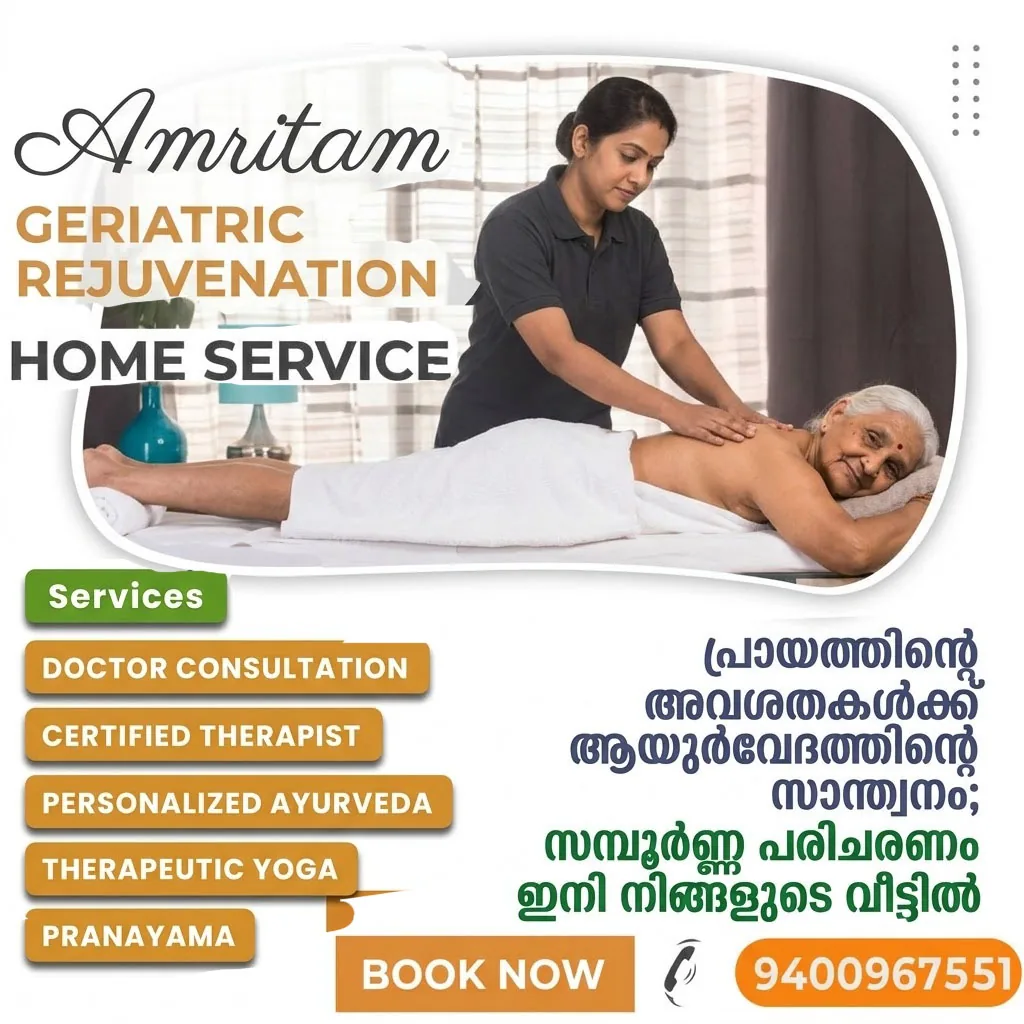 Amritam
GERIATRIC
REJUVENATION
HOME SERVICE
Services
DOCTOR CONSULTATION
CERTIFIED THERAPIST
PERSONALIZED AYURVEDA
THERAPEUTIC YOGA
PRANAYAMA
പ്രായത്തിന്റെ
അവശതകൾക്ക്
ആയുർവേദത്തിന്റെ
സാന്ത്വനം;
സമ്പൂർണ്ണ പരിചരണം
ഇനി നിങ്ങളുടെ വീട്ടിൽ
BOOK NOW
9400967551